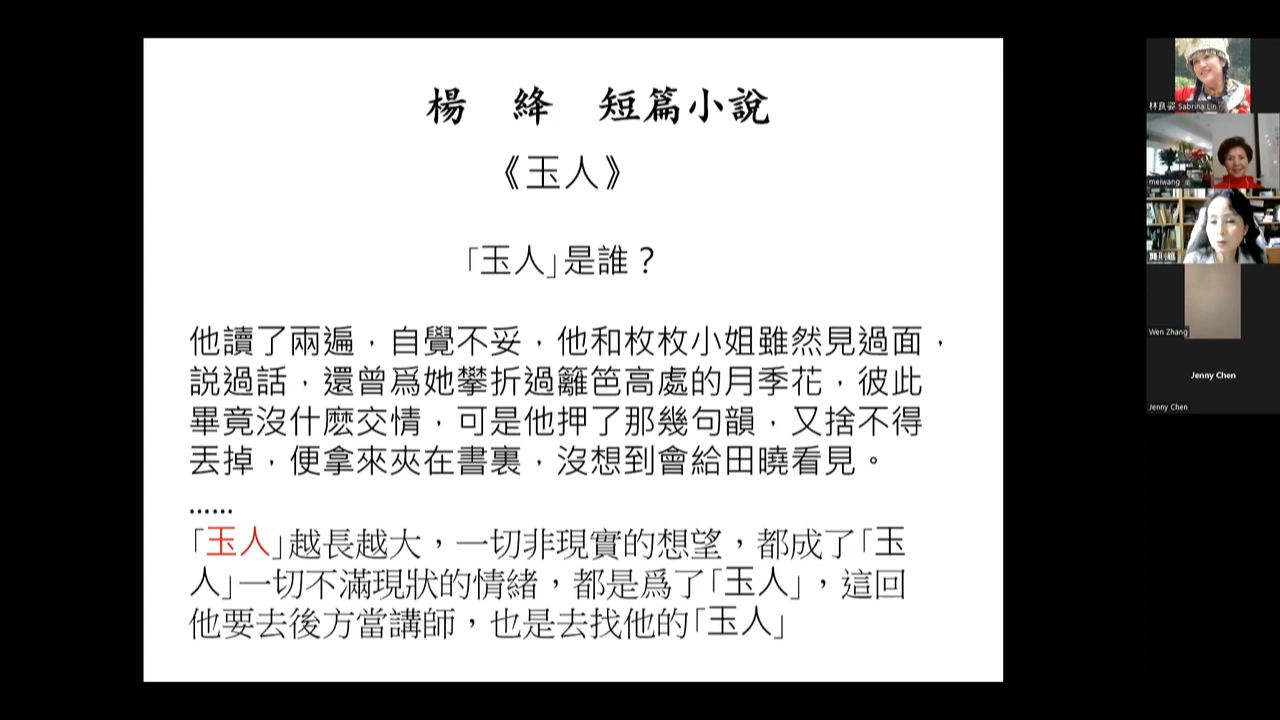 楊 絳 短篇小說
《玉人》
「玉人」是誰？
他讀了兩遍，自覺不妥，他和枚枚小姐雖然見過面，
説過話，還曾爲她攀折過籬笆高處的月季花，彼此
畢竟沒什麽交情，可是他押了那幾句韻，又捨不得
丟掉，便拿來夾在書裏，沒想到會給田曉看見。
……
「玉人」越長越大，一切非現實的想望，都成了「玉
人」一切不滿現狀的情緒，都是爲了「玉人」，這回
他要去後方當講師，也是去找他的「玉人」
林良姿 Sabrina Lin
meiwang
Wen Zhang
Jenny Chen
Jenny Chen